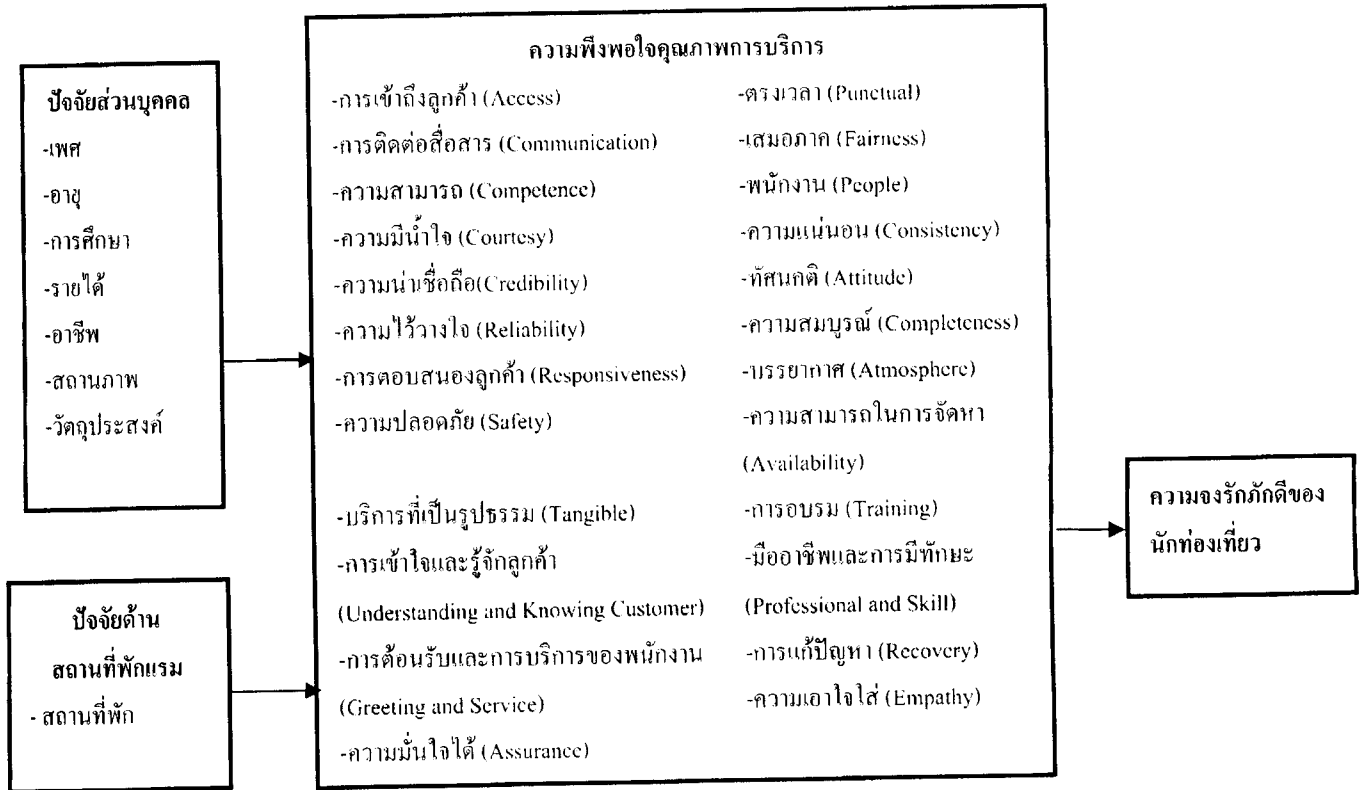 ปัจจัยส่วนบุคคล
-เพศ
-อายุ
-การศึกษา
-รายได้
-อาชีพ
-สถานภาพ
-วัตถุประสงค์
ปัจจัยด้าน
สถานที่พักแรม
- สถานที่พัก
ความพึงพอใจคุณภาพการบริการ
-การเข้าถึงลูกค้า (Access)
-การติดต่อสื่อสาร (Communication)
-ความสามารถ (Competence)
-ความมีน้ำใจ (Courtesy)
-ความน่าเชื่อถือ(Credibility)
-ความไว้วางใจ (Reliability)
-การตอบสนองลูกค้า (Responsiveness)
-ความปลอดภัย (Safety)
-บริการที่เป็นรูปธรรม (Tangible)
-การเข้าใจและรู้จักลูกค้า
(Understanding and Knowing Customer)
-การต้อนรับและการบริการของพนักงาน
(Greeting and Service)
-ความมั่นใจได้ (Assurance)
-ตรงเวลา (Punctual)
-เสมอภาค (Fairness)
-พนักงาน (People)
-ความแน่นอน (Consistency)
-ทัศนคติ (Attitude)
-ความสมบูรณ์ (Completeness)
-บรรยากาศ (Atmosphere)
-ความสามารถในการจัดหา
(Availability)
-การอบรม (Training)
-มืออาชีพและการมีทักษะ
(Professional and Skill)
-การแก้ปัญหา (Recovery)
-ความเอาใจใส่ (Empathy)
ความจงรักภักดีของ
นักท่องเที่ยว